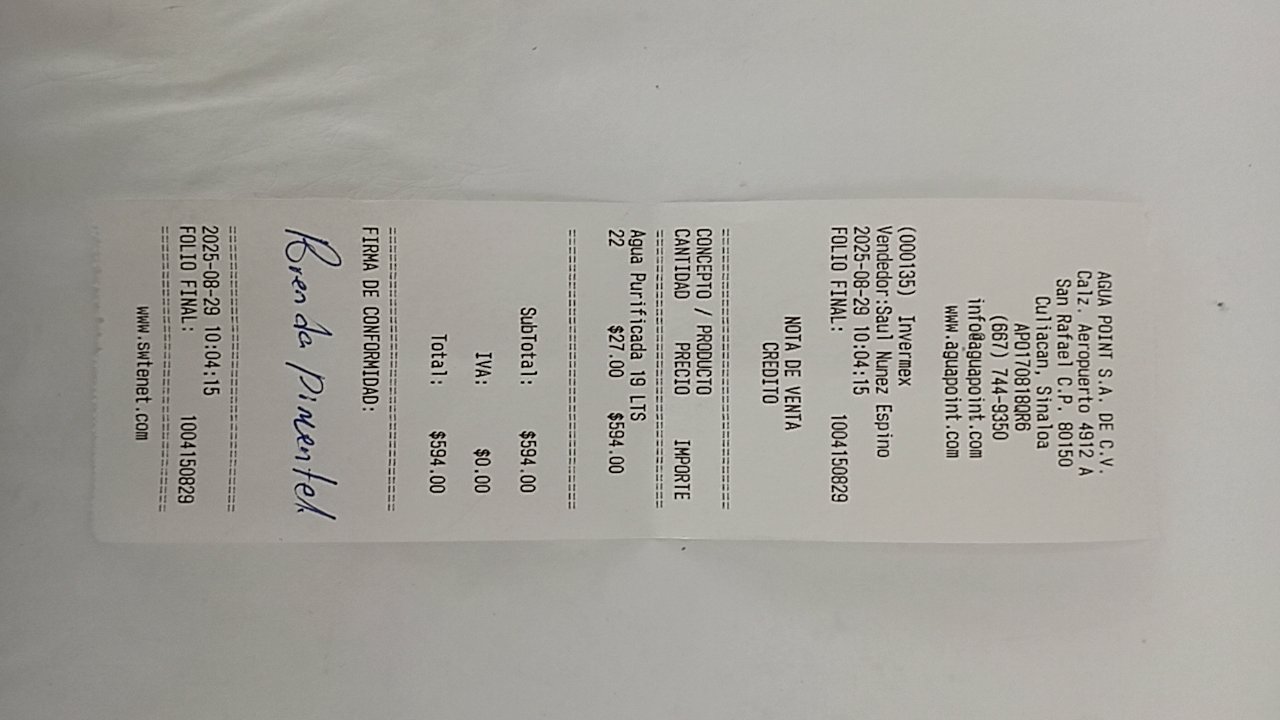 AGUA POINT S.A. DE C.V.
Calz. Aeropuerto 4912 A
San Rafael C.P. 80150
Culiacan, Sinaloa
APO170818QR6
(667) 744-9350
info@aguapoint.com
www.aguapoint.com
(000135) Invermex
Vendedor:Saul Nunez Espino
2025-08-29 10:04:15
FOLIO FINAL: 1004150829
NOTA DE VENTA
CREDITO
================================
CONCEPTO / PRODUCTO
CANTIDAD PRECIO IMPORTE
================================
Agua Purificada 19 LTS
22 $27.00 $594.00
================================
SubTotal: $594.00
IVA: $0.00
Total: $594.00
================================
FIRMA DE CONFORMIDAD:
Brenda Pimentel
================================
2025-08-29 10:04:15
FOLIO FINAL: 1004150829
================================
www.swtenet.com